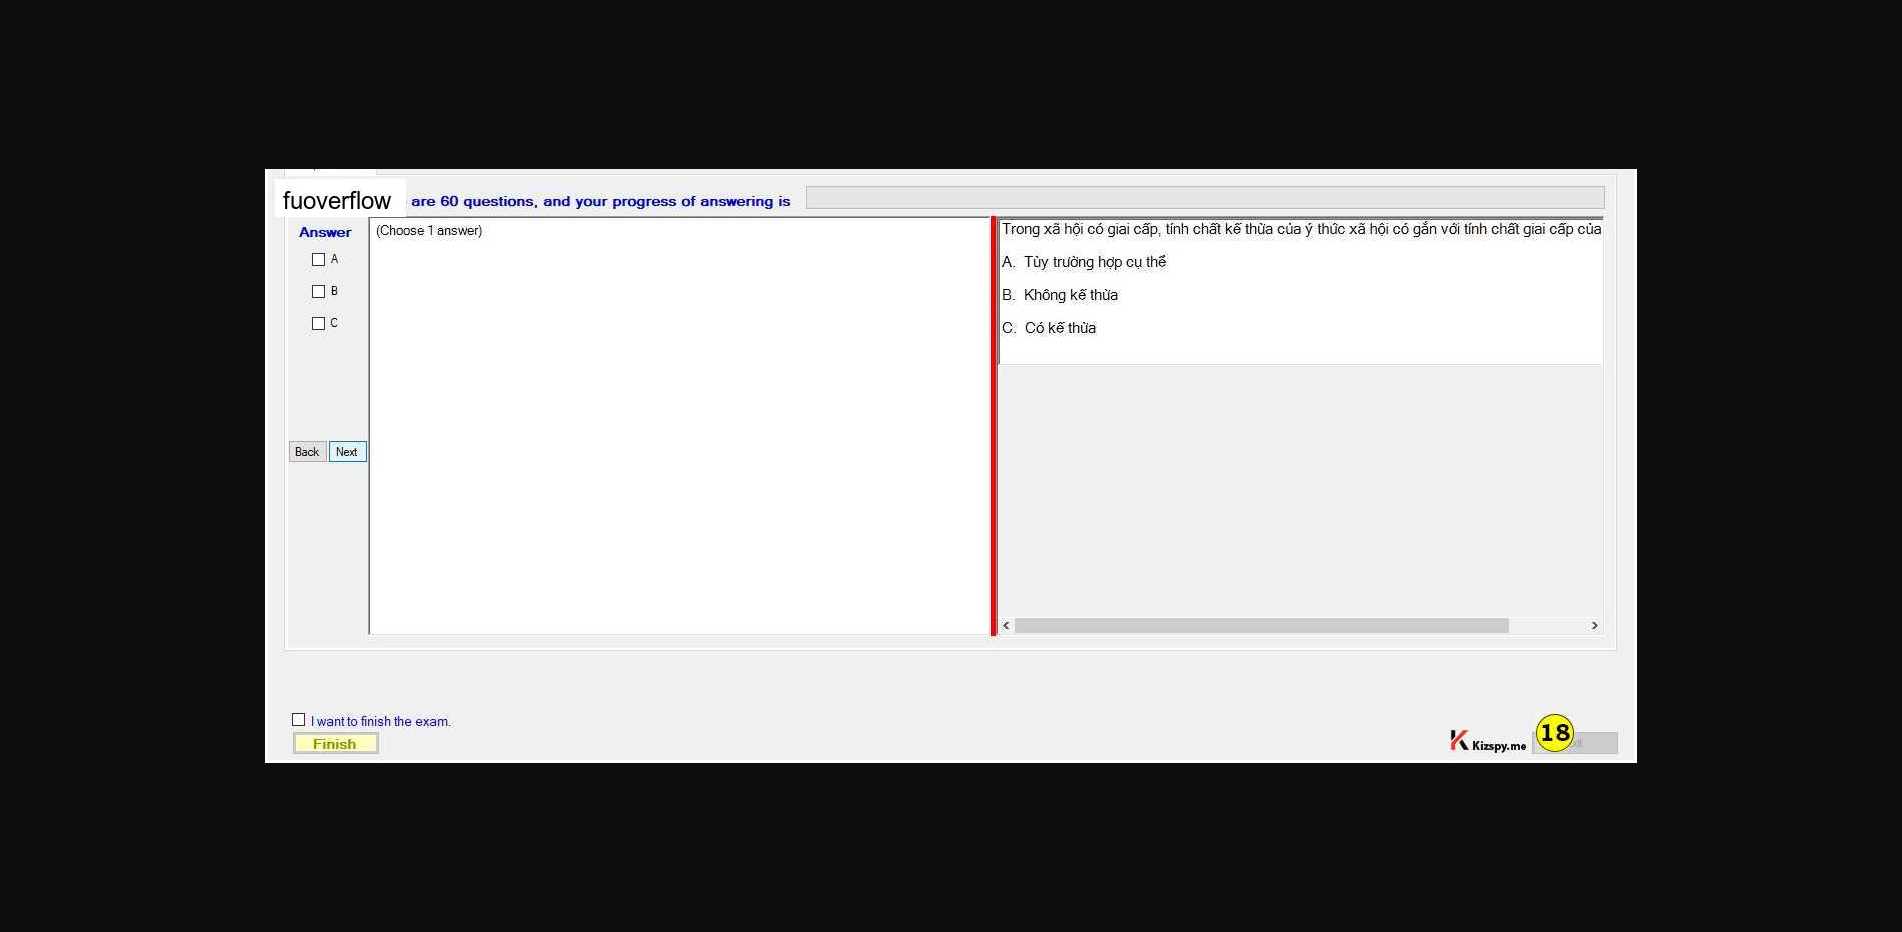 fuoverflow are 60 questions, and your progress of answering is
Answer
A
B
C
Back Next
(Choose 1 answer)
Trong xã hội có giai cấp, tính chất kế thừa của ý thức xã hội có gắn với tính chất giai cấp của
A. Tùy trường hợp cụ thể
B. Không kế thừa
C. Có kế thừa
I want to finish the exam.
Finish
Kizspy.me
18